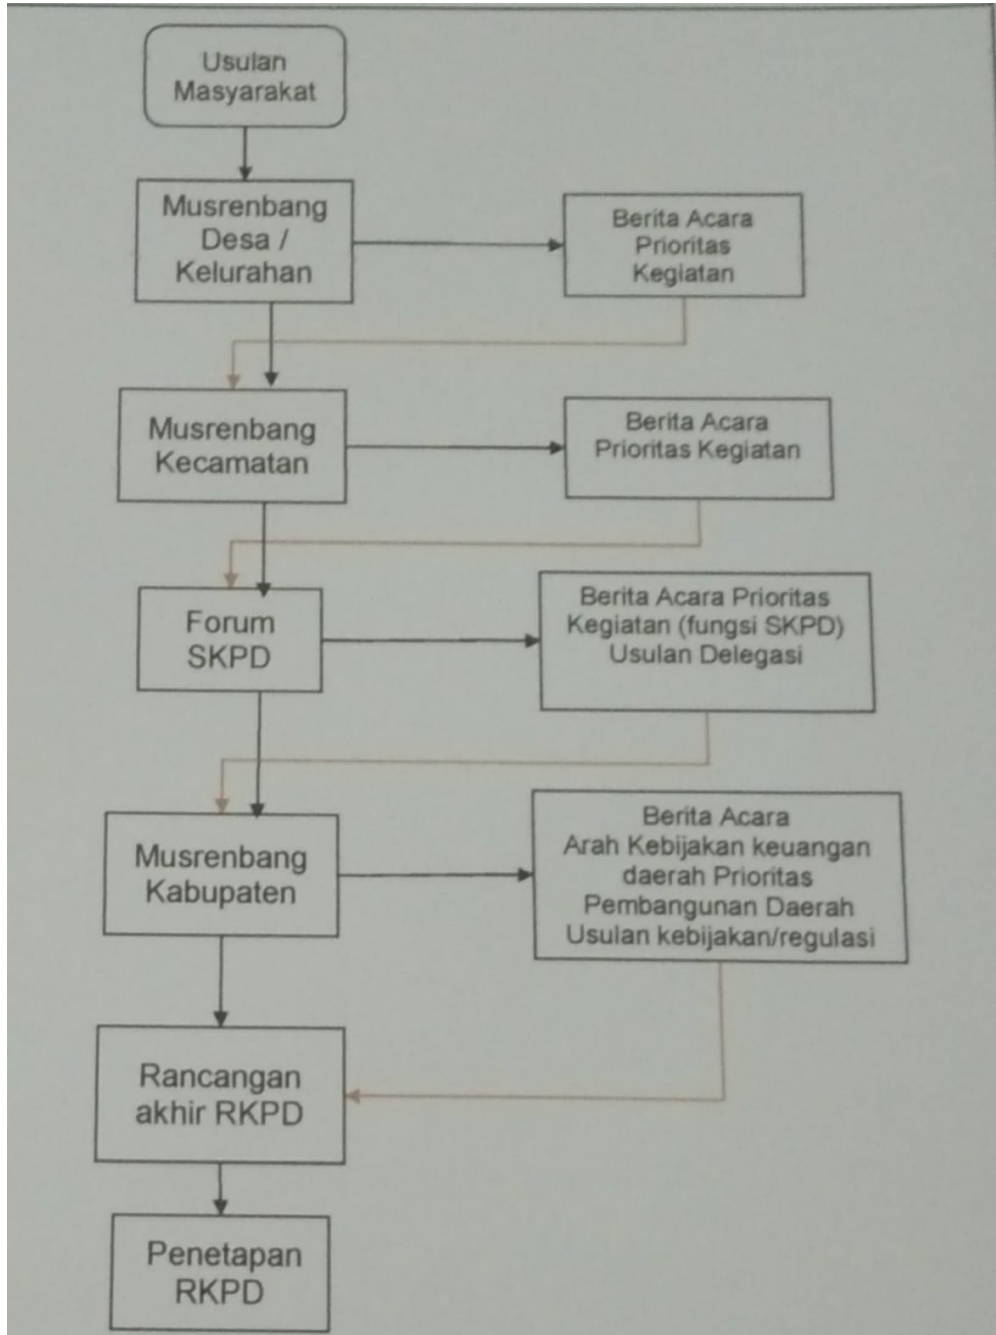 Usulan
Masyarakat
Musrenbang
Desa /
Kelurahan
Berita Acara
Prioritas
Kegiatan
Musrenbang
Kecamatan
Berita Acara
Prioritas Kegiatan
Forum
SKPD
Berita Acara Prioritas
Kegiatan (fungsi SKPD)
Usulan Delegasi
Musrenbang
Kabupaten
Berita Acara
Arah Kebijakan keuangan
daerah Prioritas
Pembangunan Daerah
Usulan kebijakan/regulasi
Rancangan
akhir RKPD
Penetapan
RKPD